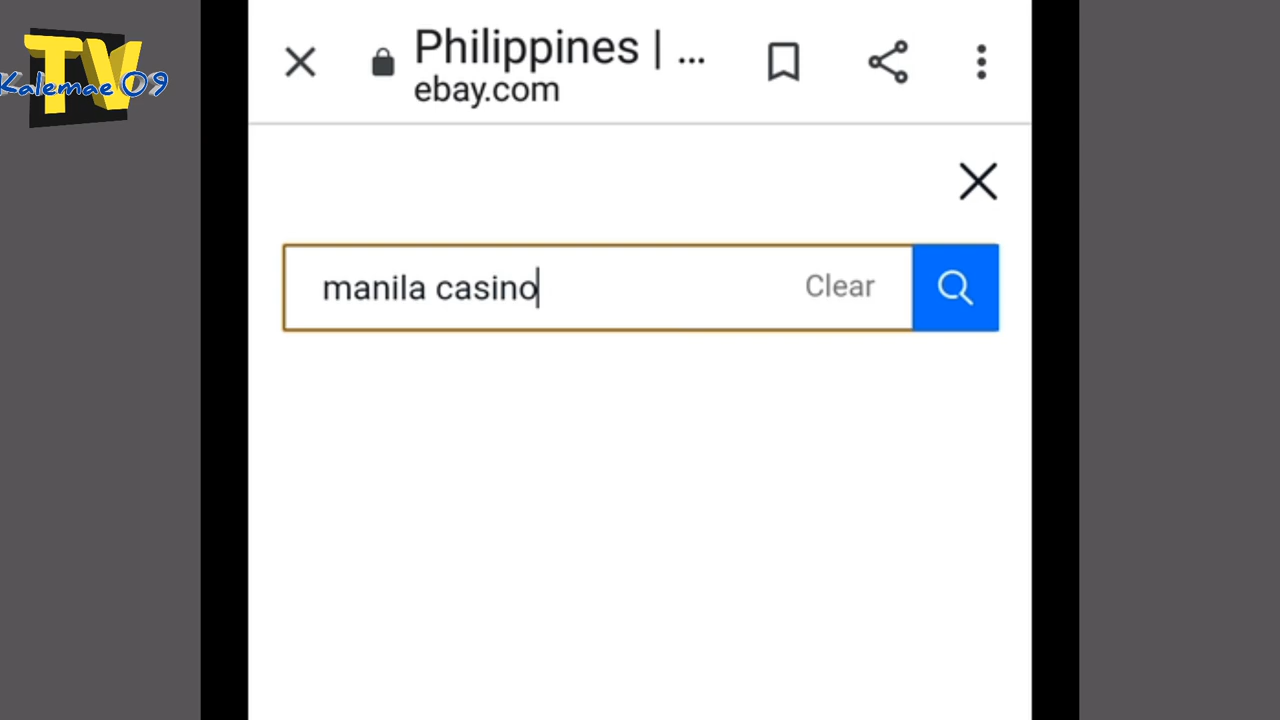 TV
Kalemae 09
Philippines | ...
ebay.com
manila casino
Clear